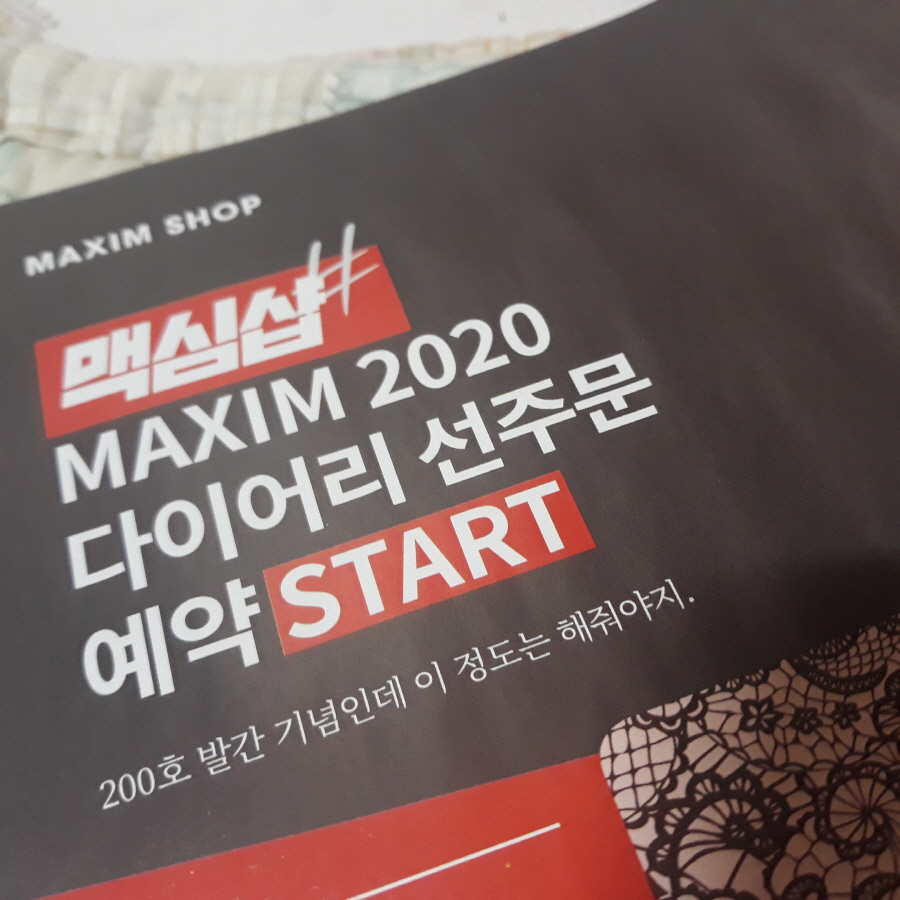 MAXIM SHOP
맥심샵#
MAXIM 2020
다이어리 선주문
예약 START
200호 발간 기념인데 이 정도는 해줘야지.